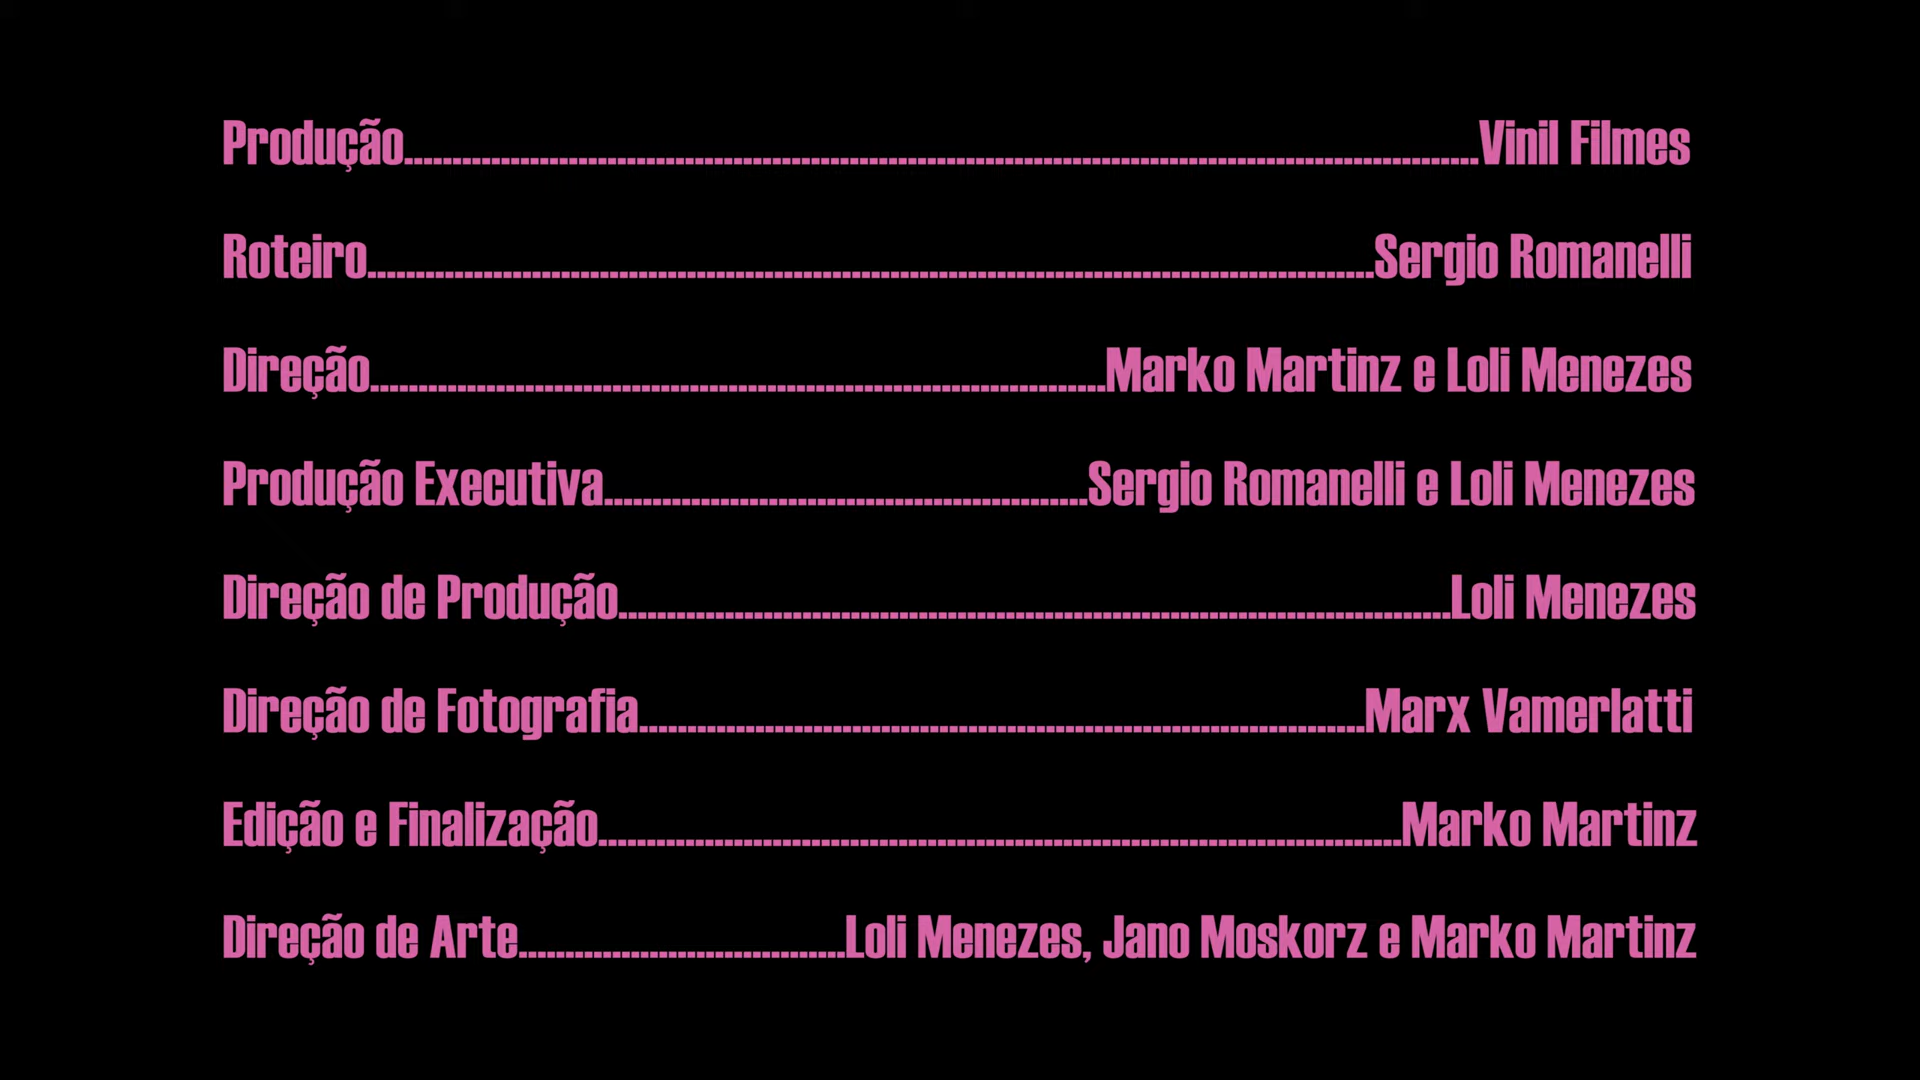 Produção........................................Vinil Filmes
Roteiro........................................Sergio Romanelli
Direção........................................Marko Martinz e Loli Menezes
Produção Executiva........................................Sergio Romanelli e Loli Menezes
Direção de Produção........................................Loli Menezes
Direção de Fotografia........................................Marx Vamerlatti
Edição e Finalização........................................Marko Martinz
Direção de Arte........................................Loli Menezes, Jano Moskorz e Marko Martinz